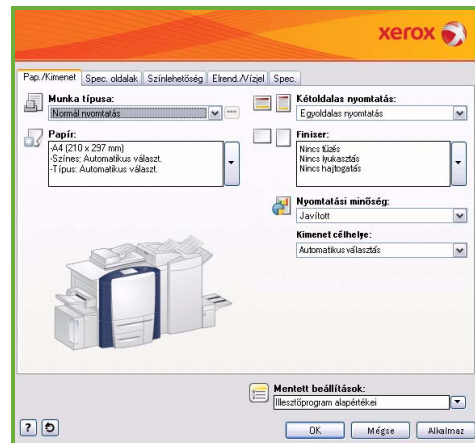 xerox
Pap./Kimenet Spec. oldalak Színlehetőség Elrend./Vízjel Spec.
Munka típusa:
Normál nyomtatás
Papír:
-A4 (210 x 297 mm)
-Színes: Automatikus választ.
-Típus: Automatikus választ.
Kétoldalas nyomtatás:
Egyoldalas nyomtatás
Finiser:
Nincs tűzés
Nincs lyukasztás
Nincs hajtogatás
Nyomtatási minőség:
Javított
Kimenet célhelye:
Automatikus választás
Mentett beállítások:
Illesztőprogram alapértékei
? OK Mégse Alkalmaz